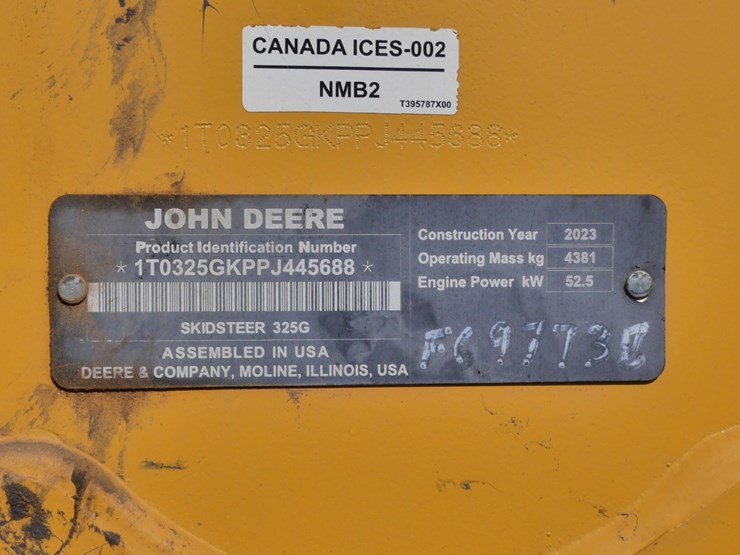 CANADA ICES-002
NMB2
T395787X00
*1T0325GKPPJ445688*
JOHN DEERE
Product Identification Number
* 1T0325GKPPJ445688 *
SKIDSTEER 325G
ASSEMBLED IN USA
DEERE & COMPANY, MOLINE, ILLINOIS, USA
Construction Year 2023
Operating Mass kg 4381
Engine Power kW 52.5